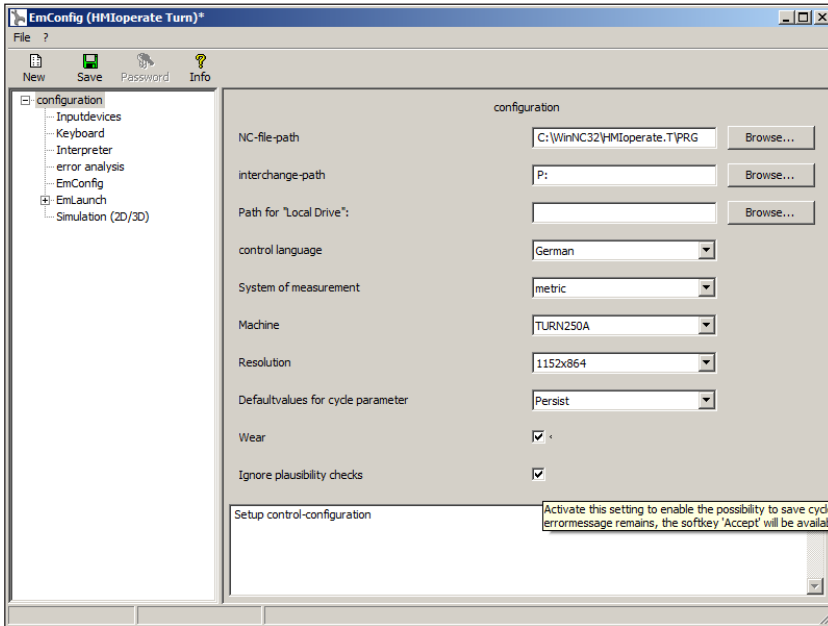 EmConfig (HMIoperate Turn)*
File ?
New Save Password Info
configuration
Inputdevices
Keyboard
Interpreter
error analysis
EmConfig
EmLaunch
Simulation (2D/3D)
configuration
NC-file-path C:\WinNC32\HMIoperate.T\PRG Browse...
interchange-path P: Browse...
Path for "Local Drive": Browse...
control language German
System of measurement metric
Machine TURN250A
Resolution 1152x864
Defaultvalues for cycle parameter Persist
Wear
Ignore plausibility checks
Setup control-configuration
Activate this setting to enable the possibility to save cycl
errormessage remains, the softkey 'Accept' will be availab